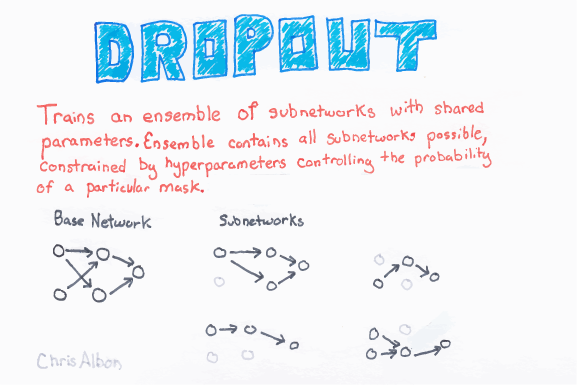 DROPOUT
Trains an ensemble of subnetworks with shared
parameters. Ensemble contains all subnetworks possible,
constrained by hyperparameters controlling the probability
of a particular mask.
Base Network
Subnetworks
Chris Albon